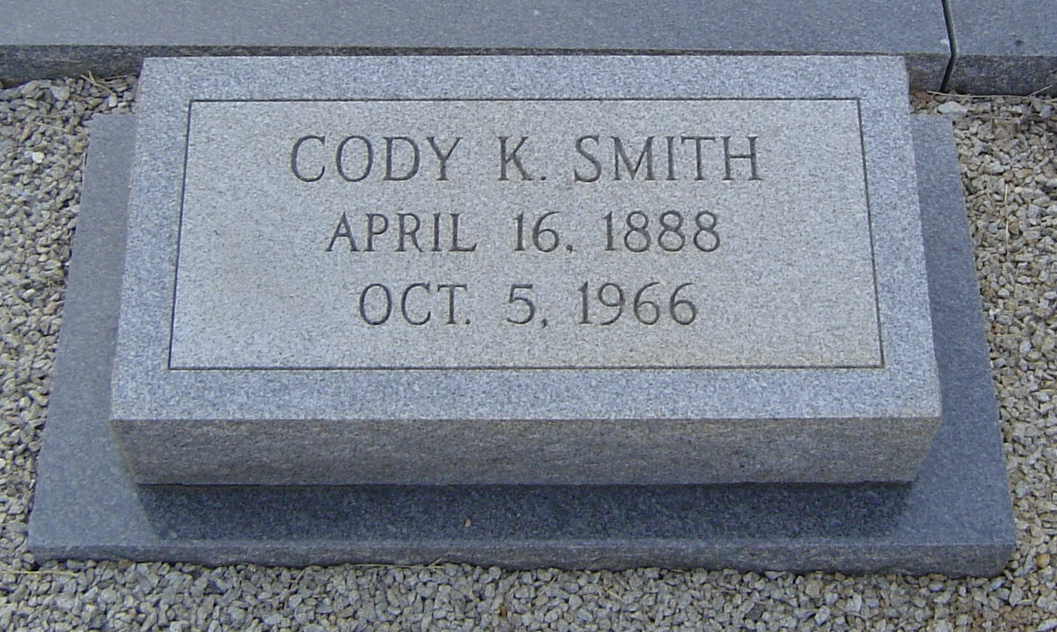 CODY K. SMITH
APRIL 16, 1888
OCT. 5, 1966